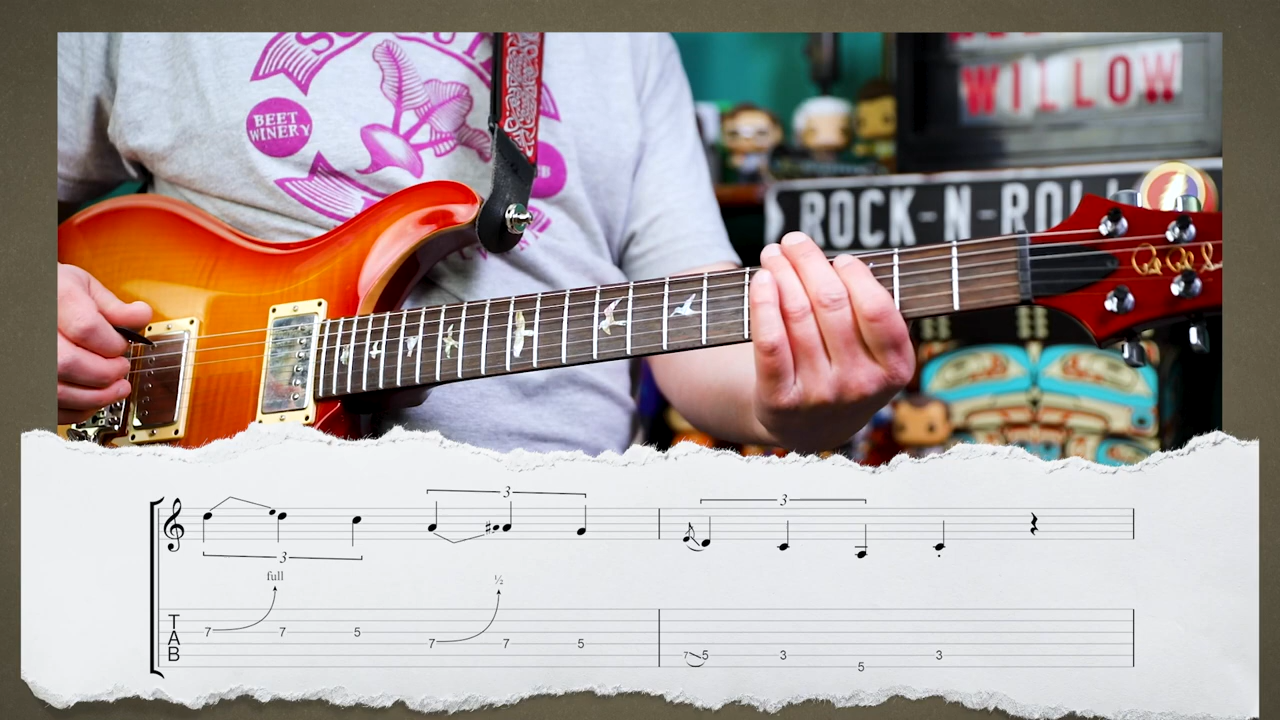 BEET
WINERY
WILLOW
ROCK-N-ROLL
3
3
3
full
½
T
A
B
7 7 5
7 7 5
7 5 3 3
5